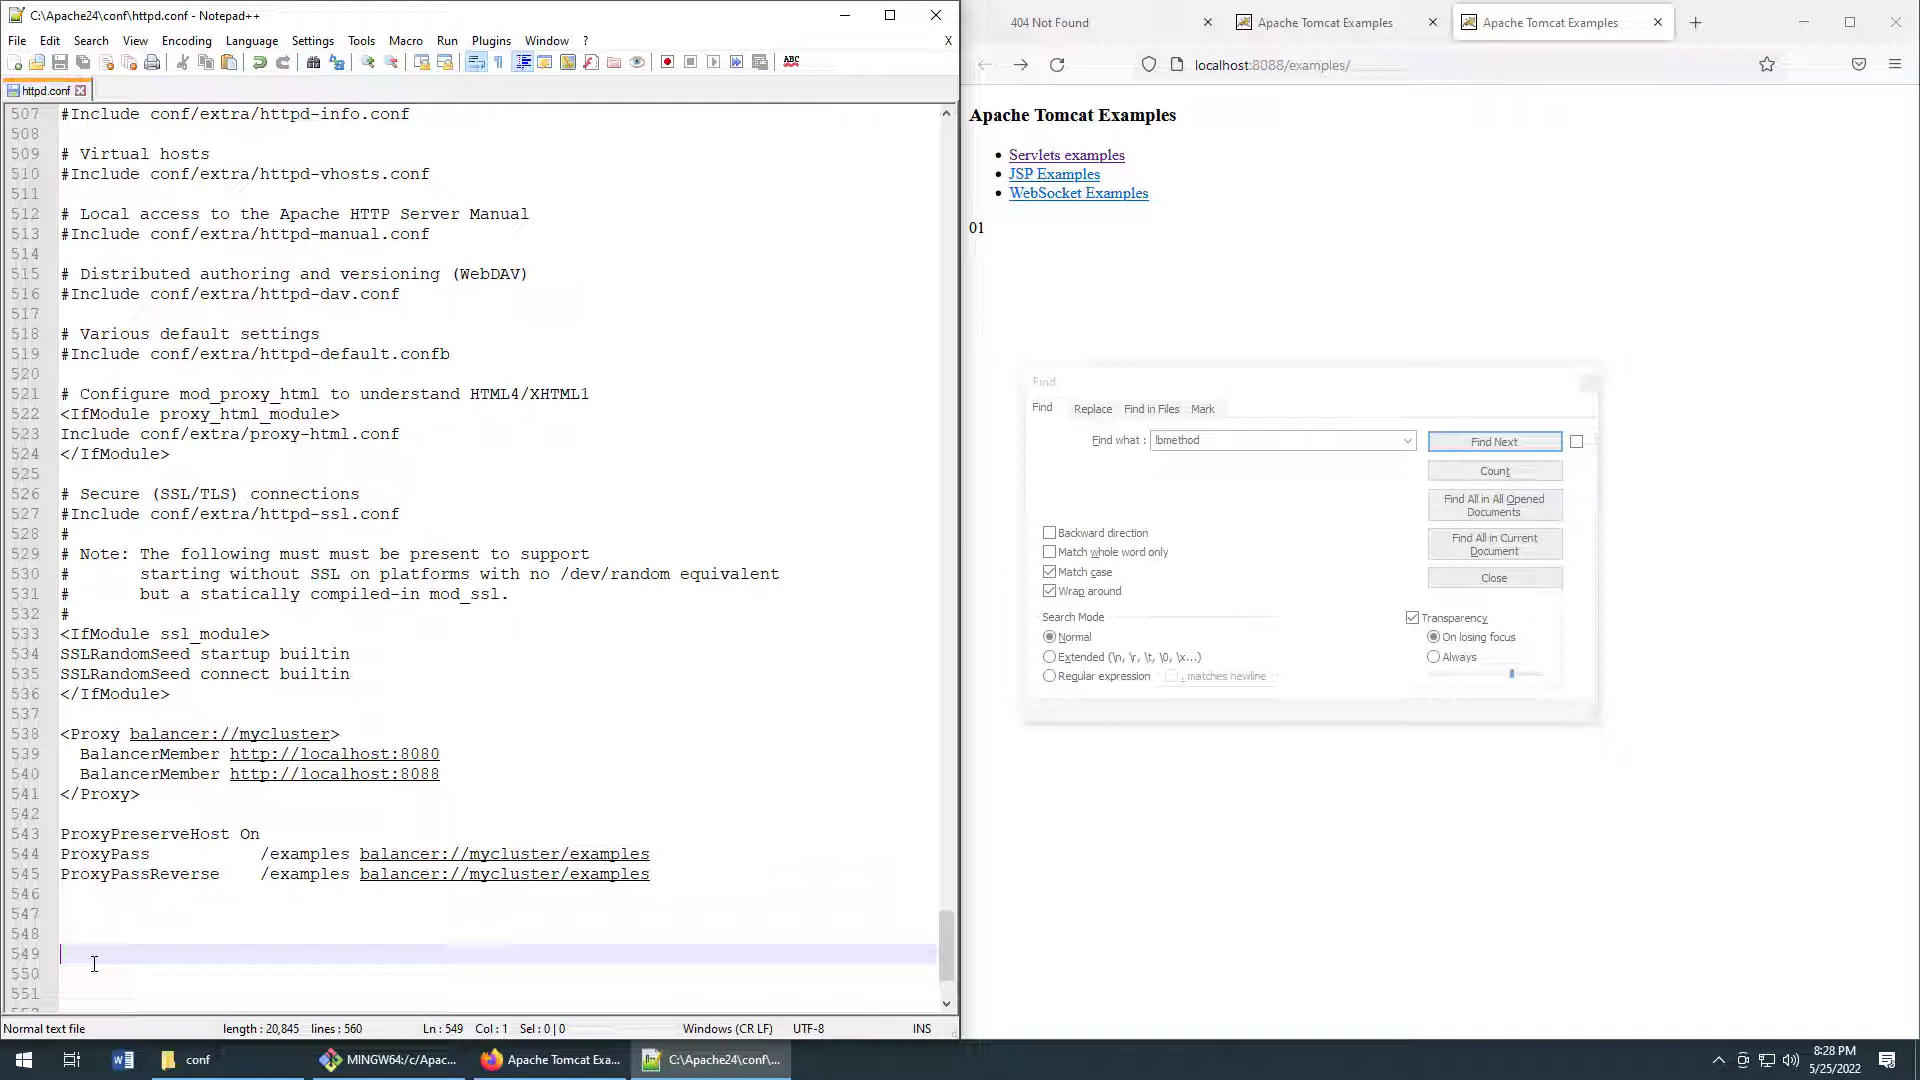 C:\Apache24\conf\httpd.conf - Notepad++
File Edit Search View Encoding Language Settings Tools Macro Run Plugins Window ? X
ABC
httpd.conf
507 #Include conf/extra/httpd-info.conf
508
509 # Virtual hosts
510 #Include conf/extra/httpd-vhosts.conf
511
512 # Local access to the Apache HTTP Server Manual
513 #Include conf/extra/httpd-manual.conf
514
515 # Distributed authoring and versioning (WebDAV)
516 #Include conf/extra/httpd-dav.conf
517
518 # Various default settings
519 #Include conf/extra/httpd-default.confb
520
521 # Configure mod_proxy_html to understand HTML4/XHTML1
522 <IfModule proxy_html_module>
523 Include conf/extra/proxy-html.conf
524 </IfModule>
525
526 # Secure (SSL/TLS) connections
527 #Include conf/extra/httpd-ssl.conf
528 #
529 # Note: The following must must be present to support
530 #       starting without SSL on platforms with no /dev/random equivalent
531 #       but a statically compiled-in mod_ssl.
532 #
533 <IfModule ssl_module>
534 SSLRandomSeed startup builtin
535 SSLRandomSeed connect builtin
536 </IfModule>
537
538 <Proxy balancer://mycluster>
539   BalancerMember http://localhost:8080
540   BalancerMember http://localhost:8088
541 </Proxy>
542
543 ProxyPreserveHost On
544 ProxyPass           /examples balancer://mycluster/examples
545 ProxyPassReverse    /examples balancer://mycluster/examples
546
547
548
549
550
551
Normal text file length : 20,845 lines : 560 Ln : 549 Col : 1 Sel : 0 | 0 Windows (CR LF) UTF-8 INS
404 Not Found Apache Tomcat Examples Apache Tomcat Examples
localhost:8088/examples/
Apache Tomcat Examples
Servlets examples
JSP Examples
WebSocket Examples
01
Find
Find Replace Find in Files Mark
Find what : lbmethod Find Next
Count
Find All in All Opened
Documents
Find All in Current
Document
Close
Backward direction
Match whole word only
Match case
Wrap around
Search Mode
Normal
Extended (\n, \r, \t, \0, \x...)
Regular expression . matches newline
Transparency
On losing focus
Always
conf MINGW64:/c/Apac... Apache Tomcat Exa... C:\Apache24\conf\...
8:28 PM
5/25/2022